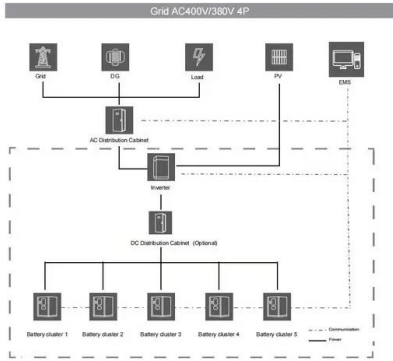 Grid AC400V/380V 4P
Grid
DG
Load
PV
EMS
AC Distribution Cabinet
Inverter
DC Distribution Cabinet (Optional)
Battery cluster 1
Battery cluster 2
Battery cluster 3
Battery cluster 4
Battery cluster 5
Communication
Power